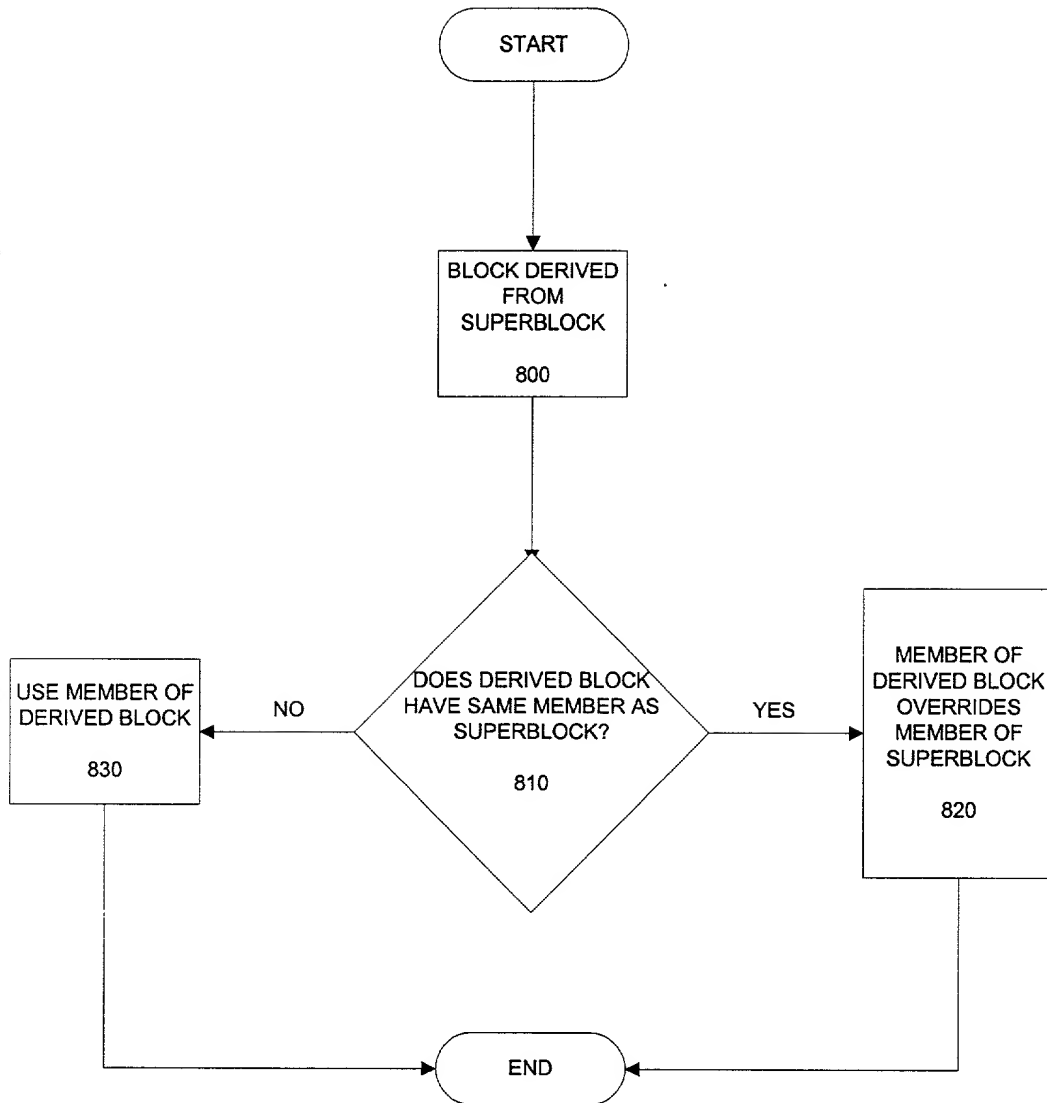 START
BLOCK DERIVED
FROM
SUPERBLOCK
800
DOES DERIVED BLOCK
HAVE SAME MEMBER AS
SUPERBLOCK?
810
NO
YES
USE MEMBER OF
DERIVED BLOCK
830
MEMBER OF
DERIVED BLOCK
OVERRIDES
MEMBER OF
SUPERBLOCK
820
END